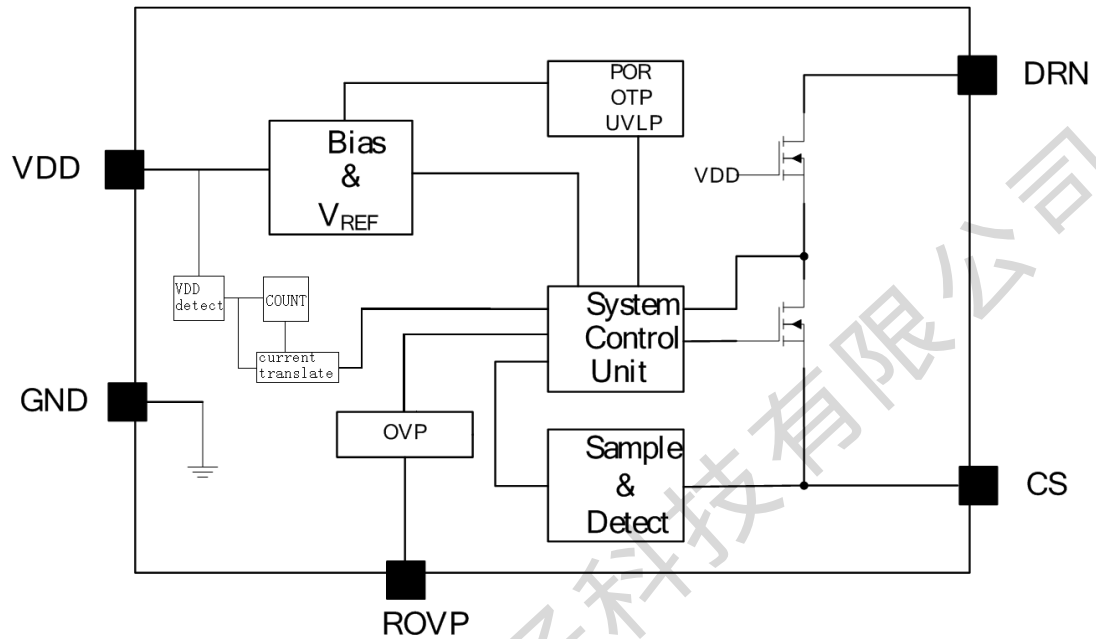 POR
OTP
UVLP
DRN
Bias
&
VREF
VDD
VDD
VDD
detect
COUNT
System
Control
Unit
current
translate
GND
OVP
Sample
&
Detect
CS
ROVP
科技有限公司